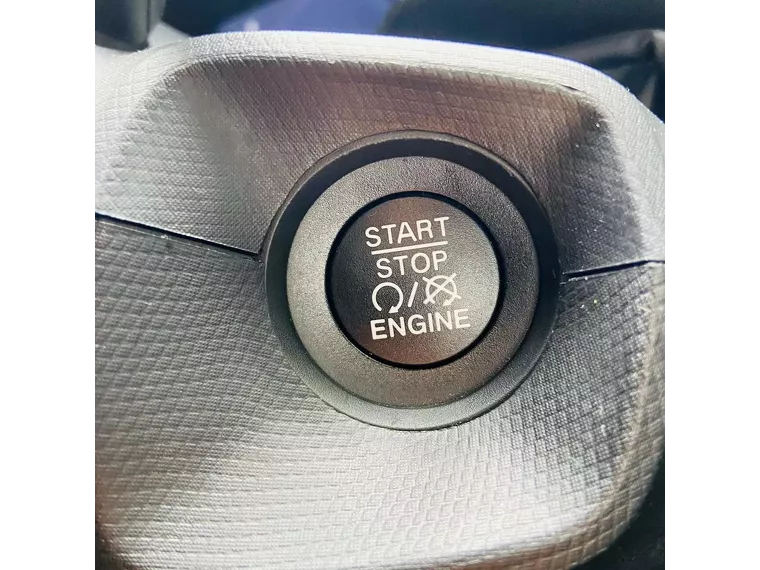 START
STOP
/
ENGINE